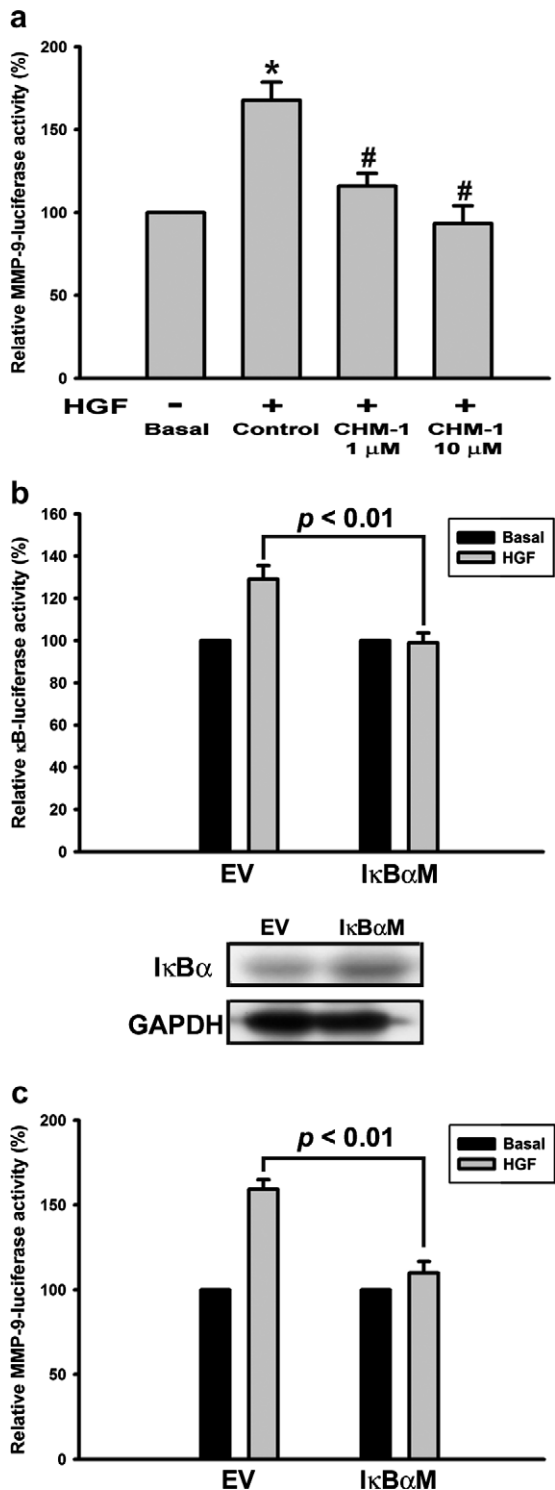 a
Relative MMP-9-luciferase activity (%)
200
150
100
50
0
*
#
#
HGF - + + +
Basal Control CHM-1 CHM-1
1 μM 10 μM
b
Relative κB-luciferase activity (%)
160
140
120
100
80
60
40
20
0
p < 0.01
Basal
HGF
EV IκBαM
EV IκBαM
IκBα
GAPDH
c
Relative MMP-9-luciferase activity (%)
200
150
100
50
0
p < 0.01
Basal
HGF
EV IκBαM